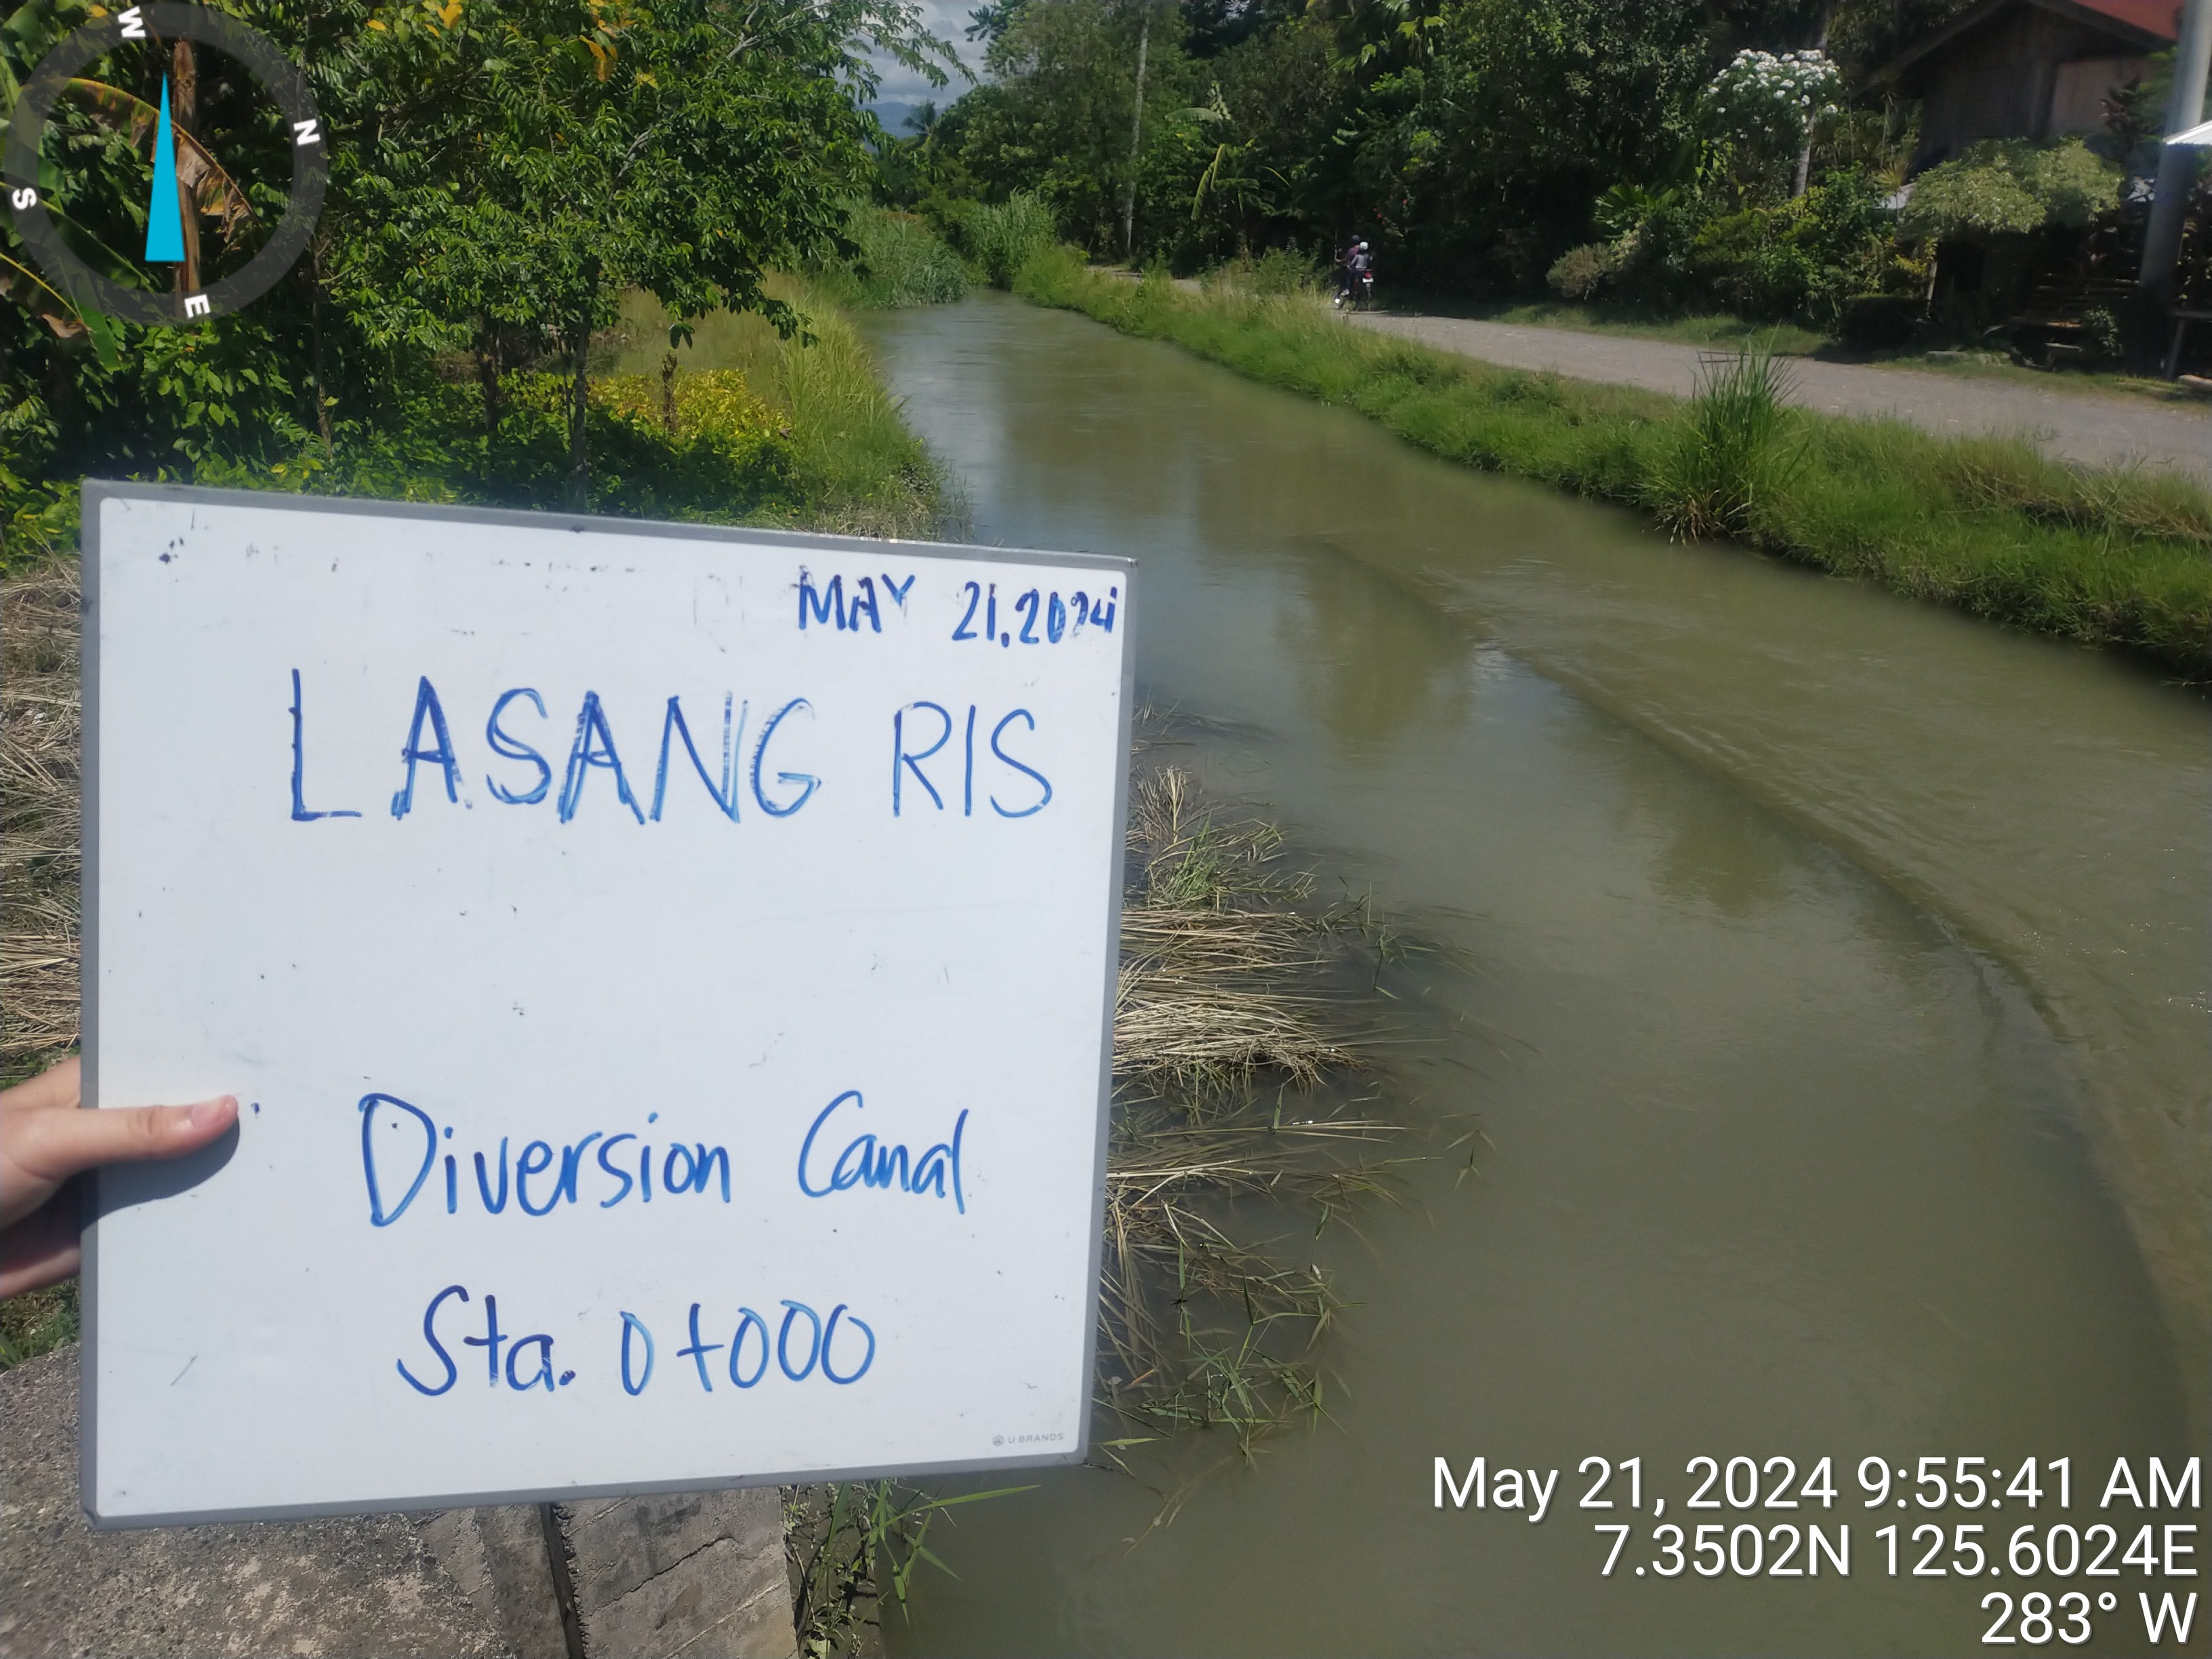 W
N
S
E
MAY 21.2024
LASANG RIS
Diversion Canal
Sta. 0+000
U BRANDS
May 21, 2024 9:55:41 AM
7.3502N 125.6024E
283° W